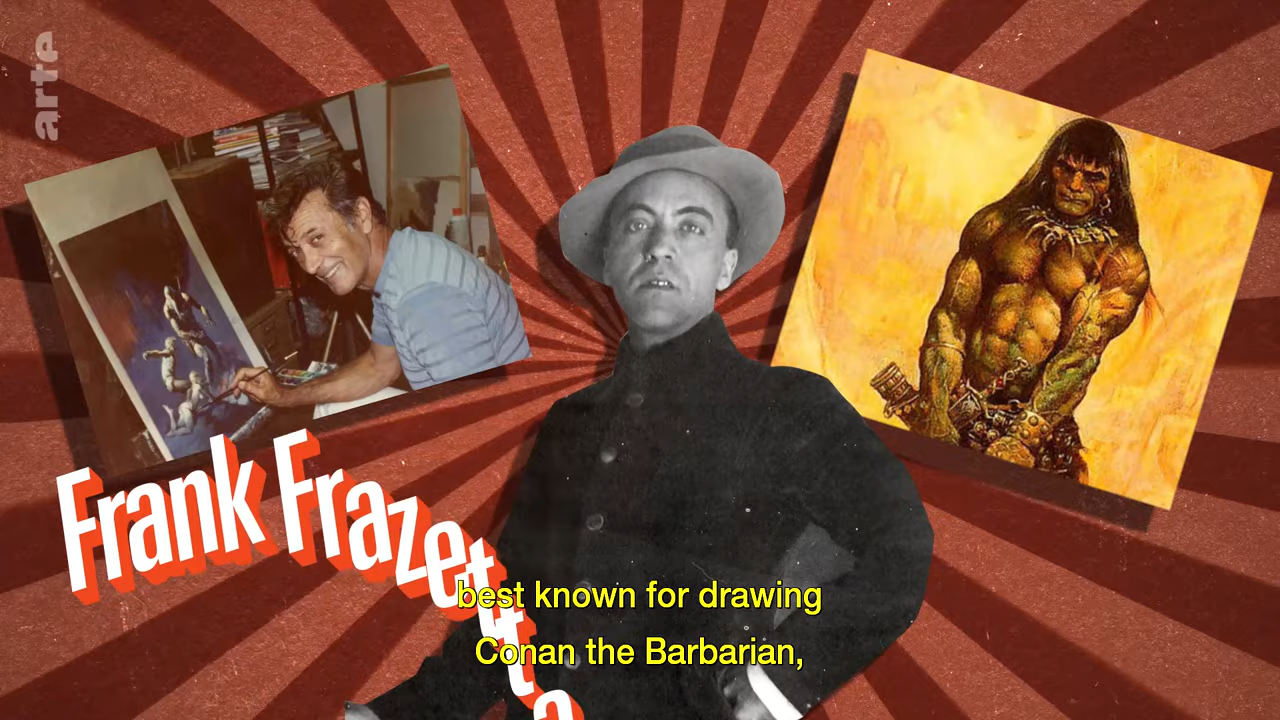 arte
Frank Frazetta
best known for drawing
Conan the Barbarian,